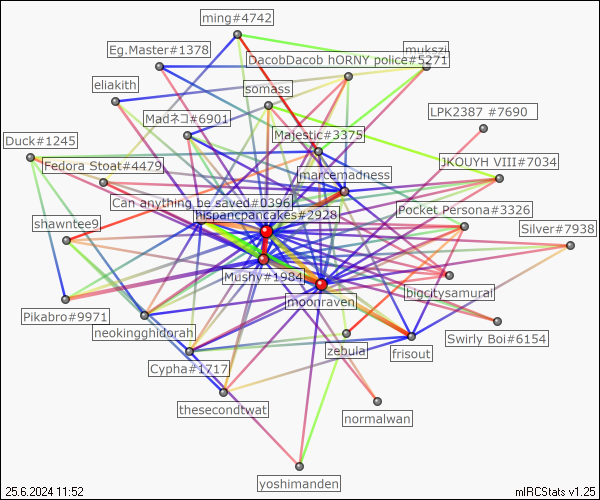 ming#4742
Eg.Master#1378
mukszi
DacobDacob hORNY police#5271
eliakith
somass
LPK2387 #7690
Madネコ#6901
Majestic#3375
Duck#1245
JKOUYH VIII#7034
Fedora Stoat#4479
marcemadness
Can anything be saved#0396
hispancpancakes#2928
Pocket Persona#3326
shawntee9
Silver#7938
Mushy#1984
bigcitysamurai
moonraven
Pikabro#9971
neokingghidorah
Swirly Boi#6154
zebula
frisout
Cypha#1717
thesecondtwat
normalwan
yoshimanden
25.6.2024 11:52
mIRCStats v1.25